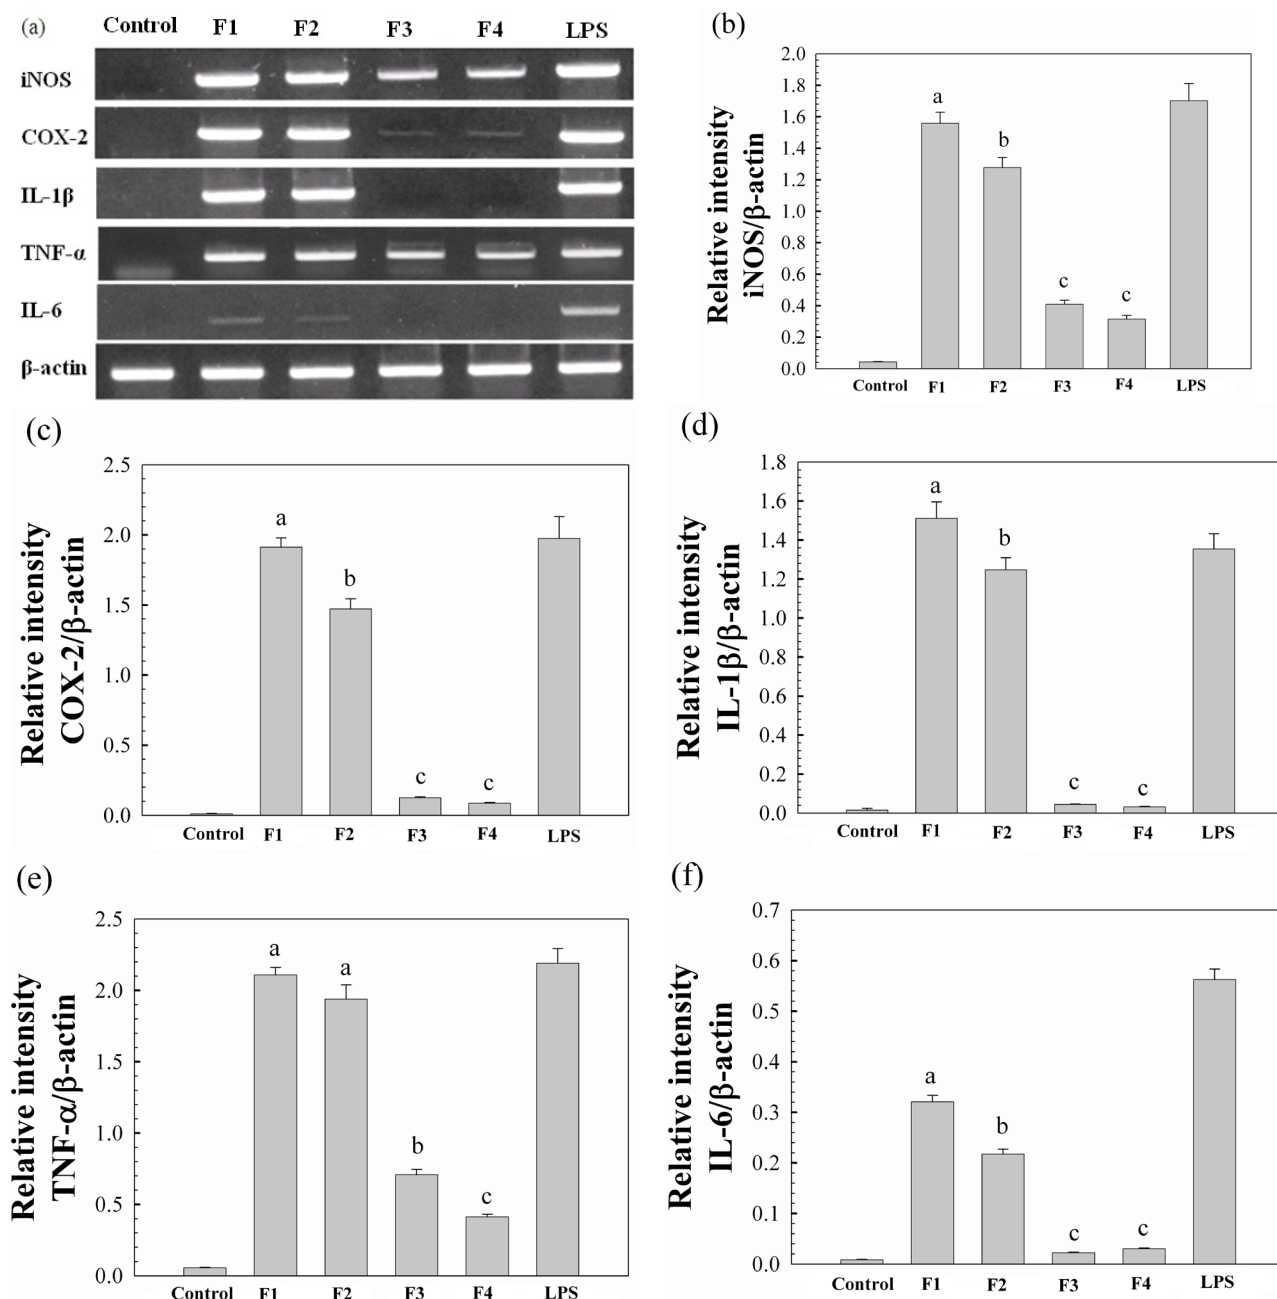 (a) Control F1 F2 F3 F4 LPS
iNOS
COX-2
IL-1β
TNF-α
IL-6
β-actin
(b)
Relative intensity
iNOS/β-actin
2.0
1.8
1.6
1.4
1.2
1.0
0.8
0.6
0.4
0.2
0.0
a
b
c
c
Control F1 F2 F3 F4 LPS
(c)
Relative intensity
COX-2/β-actin
2.5
2.0
1.5
1.0
0.5
0.0
a
b
c
c
Control F1 F2 F3 F4 LPS
(d)
Relative intensity
IL-1β/β-actin
1.8
1.6
1.4
1.2
1.0
0.8
0.6
0.4
0.2
0.0
a
b
c
c
Control F1 F2 F3 F4 LPS
(e)
Relative intensity
TNF-α/β-actin
2.5
2.0
1.5
1.0
0.5
0.0
a
a
b
c
Control F1 F2 F3 F4 LPS
(f)
Relative intensity
IL-6/β-actin
0.7
0.6
0.5
0.4
0.3
0.2
0.1
0.0
a
b
c
c
Control F1 F2 F3 F4 LPS